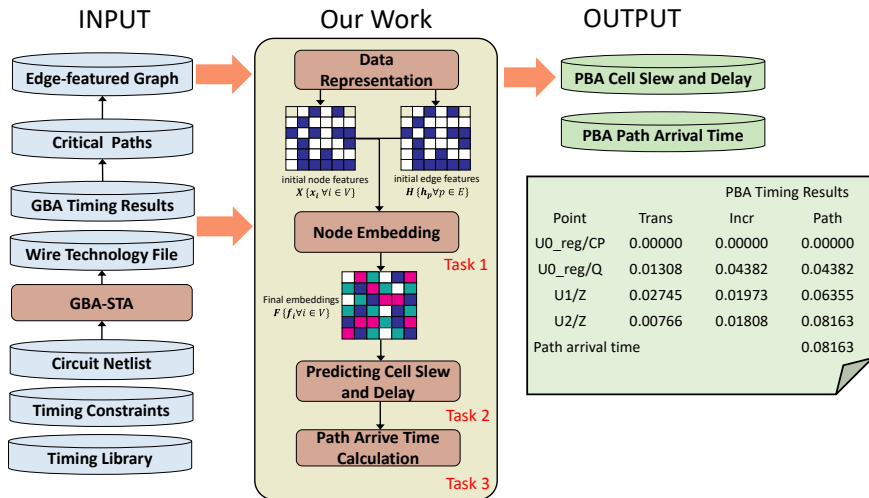 INPUT
Our Work
OUTPUT
Edge-featured Graph
Critical Paths
GBA Timing Results
Wire Technology File
GBA-STA
Circuit Netlist
Timing Constraints
Timing Library
Data
Representation
initial node features
X {x_i ∀i ∈ V}
initial edge features
H {h_p ∀p ∈ E}
Node Embedding
Task 1
Final embeddings
F {f_i ∀i ∈ V}
Predicting Cell Slew
and Delay
Task 2
Path Arrive Time
Calculation
Task 3
PBA Cell Slew and Delay
PBA Path Arrival Time
PBA Timing Results
Point Trans Incr Path
U0_reg/CP 0.00000 0.00000 0.00000
U0_reg/Q 0.01308 0.04382 0.04382
U1/Z 0.02745 0.01973 0.06355
U2/Z 0.00766 0.01808 0.08163
Path arrival time 0.08163